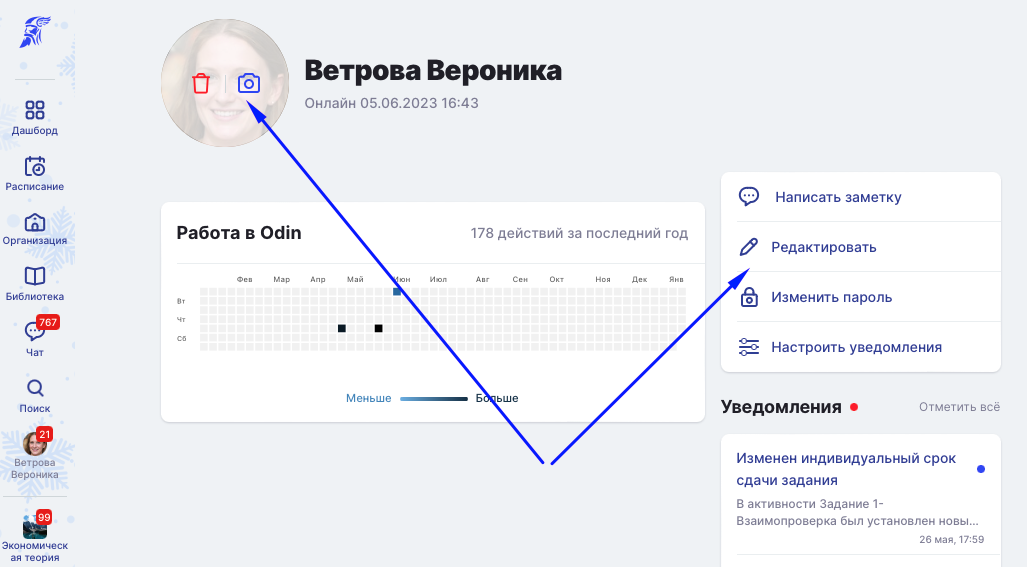 Дашборд
Расписание
Организация
Библиотека
767
Чат
Поиск
21
Ветрова
Вероника
99
Экономическ
ая теория
Ветрова Вероника
Онлайн 05.06.2023 16:43
Работа в Odin
178 действий за последний год
Фев Мар Апр Май Июн Июл Авг Сен Окт Ноя Дек Янв
Вт
Чт
Сб
Меньше
Больше
Написать заметку
Редактировать
Изменить пароль
Настроить уведомления
Уведомления
Отметить всё
Изменен индивидуальный срок
сдачи задания
В активности Задание 1-
Взаимопроверка был установлен новы...
26 мая, 17:59